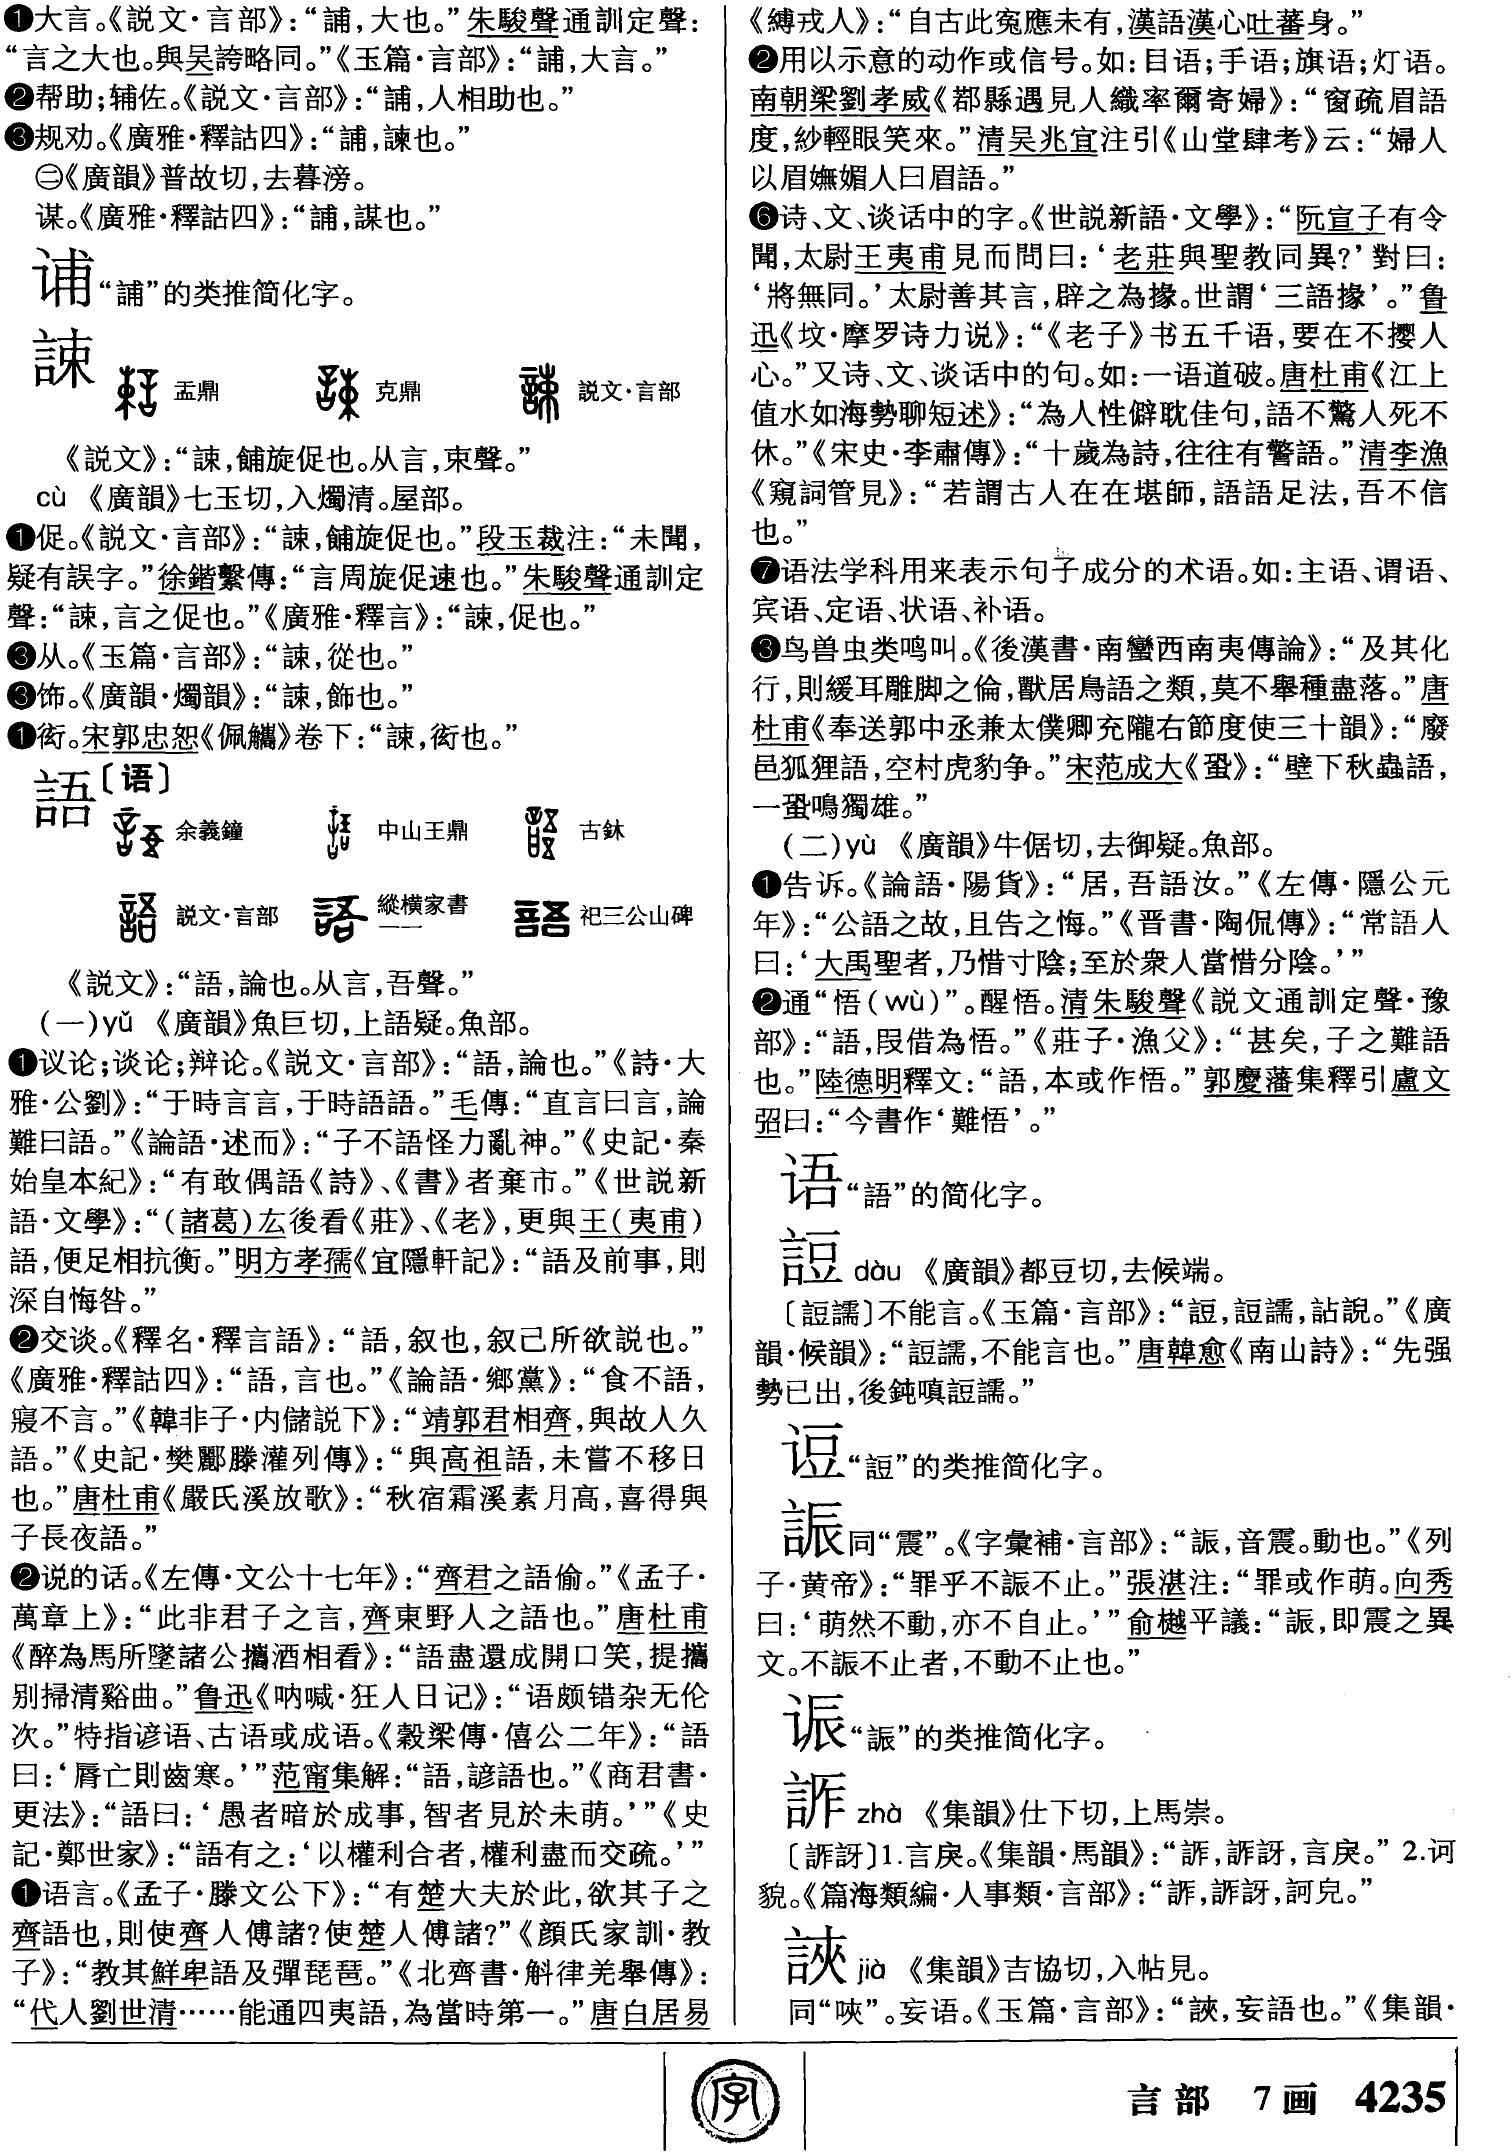 ❶大言。《説文·言部》：“誧，大也。”朱駿聲通訓定聲：
“言之大也。與吴誇略同。”《玉篇·言部》：“誧，大言。”
❷帮助；辅佐。《説文·言部》：“誧，人相助也。”
❸规劝。《廣雅·釋詁四》：“誧，諫也。”
㊁《廣韻》普故切，去暮滂。
谋。《廣雅·釋詁四》：“誧，謀也。”
𬣡“誧”的类推简化字。
諫
盂鼎 克鼎 説文·言部
《説文》：“諫，餔旋促也。从言，束聲。”
cù 《廣韻》七玉切，入燭清。屋部。
❶促。《説文·言部》：“諫，餔旋促也。”段玉裁注：“未聞，
疑有誤字。”徐鍇繫傳：“言周旋促速也。”朱駿聲通訓定
聲：“諫，言之促也。”《廣雅·釋言》：“諫，促也。”
❸从。《玉篇·言部》：“諫，從也。”
❸饰。《廣韻·燭韻》：“諫，飾也。”
❶衒。宋郭忠恕《佩觿》卷下：“諫，衒也。”
語〔语〕
余義鐘 中山王鼎 古鉢
説文·言部 縱横家書一一 祀三公山碑
《説文》：“語，論也。从言，吾聲。”
(一)yǔ 《廣韻》魚巨切，上語疑。魚部。
❶议论；谈论；辩论。《説文·言部》：“語，論也。”《詩·大
雅·公劉》：“于時言言，于時語語。”毛傳：“直言曰言，論
難曰語。”《論語·述而》：“子不語怪力亂神。”《史記·秦
始皇本紀》：“有敢偶語《詩》、《書》者棄市。”《世説新
語·文學》：“(諸葛)厷後看《莊》、《老》，更與王(夷甫)
語，便足相抗衡。”明方孝孺《宜隱軒記》：“語及前事，則
深自悔咎。”
❷交谈。《釋名·釋言語》：“語，叙也，叙己所欲説也。”
《廣雅·釋詁四》：“語，言也。”《論語·鄉黨》：“食不語，
寢不言。”《韓非子·内儲説下》：“靖郭君相齊，與故人久
語。”《史記·樊酈滕灌列傳》：“與高祖語，未嘗不移日
也。”唐杜甫《嚴氏溪放歌》：“秋宿霜溪素月高，喜得與
子長夜語。”
❷说的话。《左傳·文公十七年》：“齊君之語偷。”《孟子·
萬章上》：“此非君子之言，齊東野人之語也。”唐杜甫
《醉為馬所墜諸公攜酒相看》：“語盡還成開口笑，提攜
别掃清谿曲。”鲁迅《呐喊·狂人日记》：“语颇错杂无伦
次。”特指谚语、古语或成语。《穀梁傳·僖公二年》：“語
曰：‘脣亡則齒寒。’”范甯集解：“語，諺語也。”《商君書·
更法》：“語曰：‘愚者暗於成事，智者見於未萌。’”《史
記·鄭世家》：“語有之：‘以權利合者，權利盡而交疏。’”
❶语言。《孟子·滕文公下》：“有楚大夫於此，欲其子之
齊語也，則使齊人傅諸？使楚人傅諸？”《顔氏家訓·教
子》：“教其鮮卑語及彈琵琶。”《北齊書·斛律羌舉傳》：
“代人劉世清……能通四夷語，為當時第一。”唐白居易
《縛戎人》：“自古此寃應未有，漢語漢心吐蕃身。”
❷用以示意的动作或信号。如：目语；手语；旗语；灯语。
南朝梁劉孝威《鄀縣遇見人織率爾寄婦》：“窗疏眉語
度，紗輕眼笑來。”清吴兆宜注引《山堂肆考》云：“婦人
以眉嫵媚人曰眉語。”
❻诗、文、谈话中的字。《世説新語·文學》：“阮宣子有令
聞，太尉王夷甫見而問曰：‘老莊與聖教同異？’對曰：
‘將無同。’太尉善其言，辟之為掾。世謂‘三語掾’。”鲁
迅《坟·摩罗诗力说》：“《老子》书五千语，要在不撄人
心。”又诗、文、谈话中的句。如：一语道破。唐杜甫《江上
值水如海勢聊短述》：“為人性僻耽佳句，語不驚人死不
休。”《宋史·李肅傳》：“十歲為詩，往往有警語。”清李漁
《窺詞管見》：“若謂古人在在堪師，語語足法，吾不信
也。”
❼语法学科用来表示句子成分的术语。如：主语、谓语、
宾语、定语、状语、补语。
❸鸟兽虫类鸣叫。《後漢書·南蠻西南夷傳論》：“及其化
行，則緩耳雕脚之倫，獸居鳥語之類，莫不舉種盡落。”唐
杜甫《奉送郭中丞兼太僕卿充隴右節度使三十韻》：“廢
邑狐狸語，空村虎豹争。”宋范成大《蛩》：“壁下秋蟲語，
一蛩鳴獨雄。”
(二)yù 《廣韻》牛倨切，去御疑。魚部。
❶告诉。《論語·陽貨》：“居，吾語汝。”《左傳·隱公元
年》：“公語之故，且告之悔。”《晋書·陶侃傳》：“常語人
曰：‘大禹聖者，乃惜寸陰；至於衆人當惜分陰。’”
❷通“悟(wù)”。醒悟。清朱駿聲《説文通訓定聲·豫
部》：“語，叚借為悟。”《莊子·漁父》：“甚矣，子之難語
也。”陸德明釋文：“語，本或作悟。”郭慶藩集釋引盧文
弨曰：“今書作‘難悟’。”
语“語”的简化字。
䛠 dòu 《廣韻》都豆切，去候端。
〔䛠譳〕不能言。《玉篇·言部》：“䛠，䛠譳，詀說。”《廣
韻·候韻》：“䛠譳，不能言也。”唐韓愈《南山詩》：“先强
勢已出，後鈍嗔䛠譳。”
“䛠”的类推简化字。
誫同“震”。《字彙補·言部》：“誫，音震。動也。”《列
子·黄帝》：“罪乎不誫不止。”張湛注：“罪或作萌。向秀
曰：‘萌然不動，亦不自止。’”俞樾平議：“誫，即震之異
文。不誫不止者，不動不止也。”
“誫”的类推简化字。
䛽 zhà 《集韻》仕下切，上馬崇。
〔䛽訝〕1.言戾。《集韻·馬韻》：“䛽，䛽訝，言戾。” 2.诃
貌。《篇海類編·人事類·言部》：“䛽，䛽訝，訶皃。”
誺 jiā 《集韻》吉協切，入帖見。
同“唊”。妄语。《玉篇·言部》：“䛟，妄語也。”《集韻·
字
言部 7画 4235